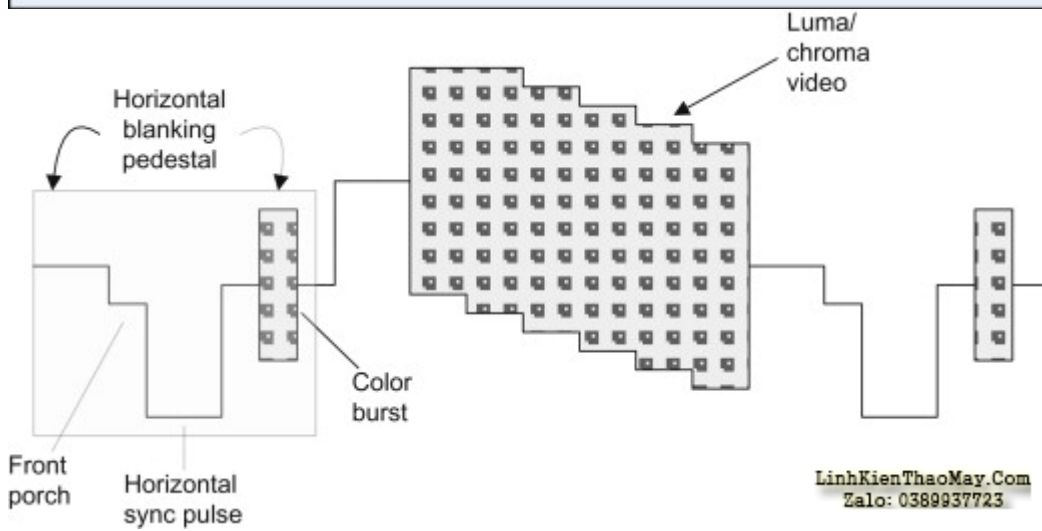 Luma/
chroma
video
Horizontal
blanking
pedestal
Color
burst
Front
porch
Horizontal
sync pulse
LinhKienThaoMay.Com
Zalo: 0389937723